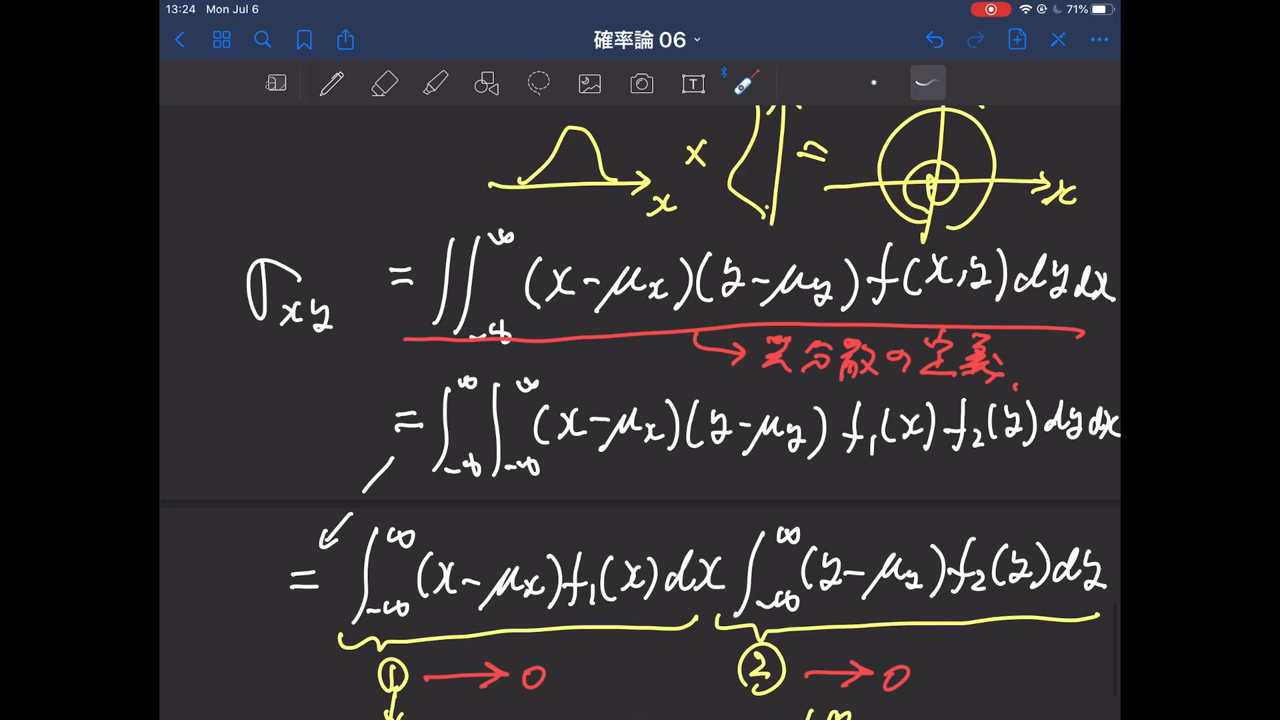 13:24 Mon Jul 6 71%
確率論 06
T
x × = x
σxy = ∫∫_{-∞}^{∞} (x-μx)(y-μy) f(x,y) dy dx
→ 共分散の定義.
= ∫_{-∞}^{∞} ∫_{-∞}^{∞} (x-μx)(y-μy) f₁(x) f₂(y) dy dx
= ∫_{-∞}^{∞} (x-μx) f₁(x) dx ∫_{-∞}^{∞} (y-μy) f₂(y) dy
① → 0 ② → 0